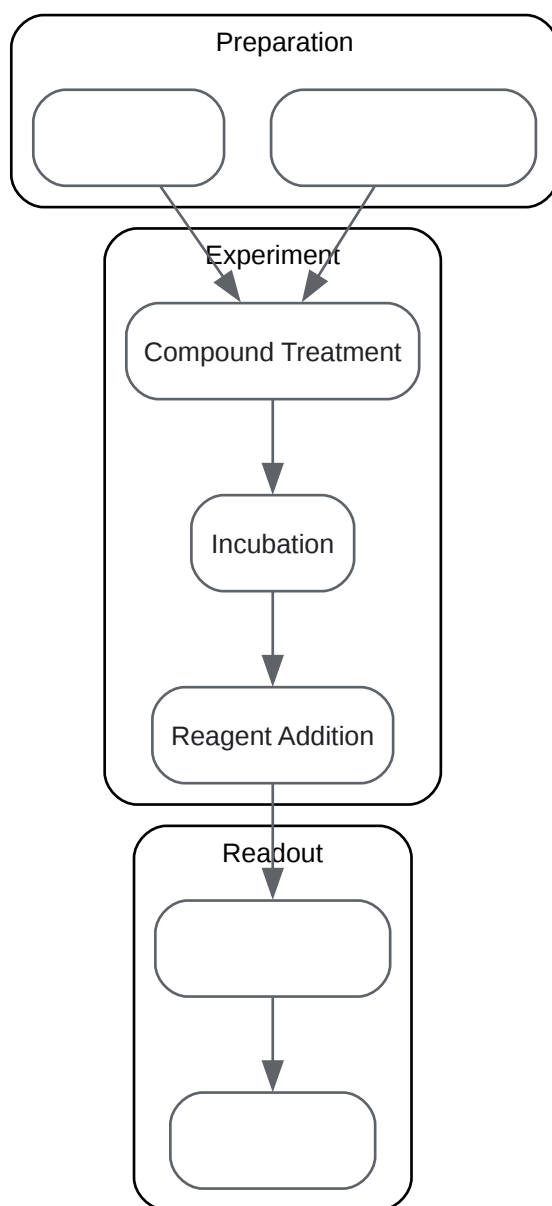 Preparation
Experiment
Compound Treatment
Incubation
Reagent Addition
Readout